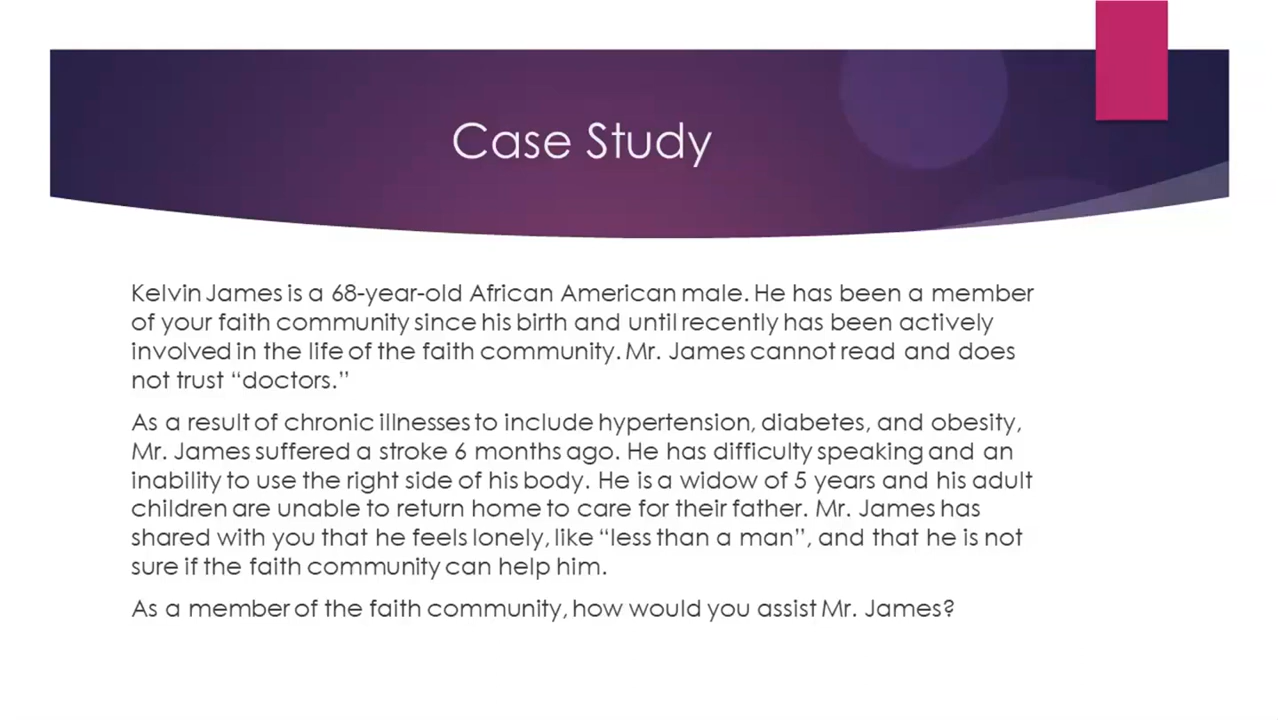 Case Study
Kelvin James is a 68-year-old African American male. He has been a member
of your faith community since his birth and until recently has been actively
involved in the life of the faith community. Mr. James cannot read and does
not trust “doctors.”
As a result of chronic illnesses to include hypertension, diabetes, and obesity,
Mr. James suffered a stroke 6 months ago. He has difficulty speaking and an
inability to use the right side of his body. He is a widow of 5 years and his adult
children are unable to return home to care for their father. Mr. James has
shared with you that he feels lonely, like “less than a man”, and that he is not
sure if the faith community can help him.
As a member of the faith community, how would you assist Mr. James?